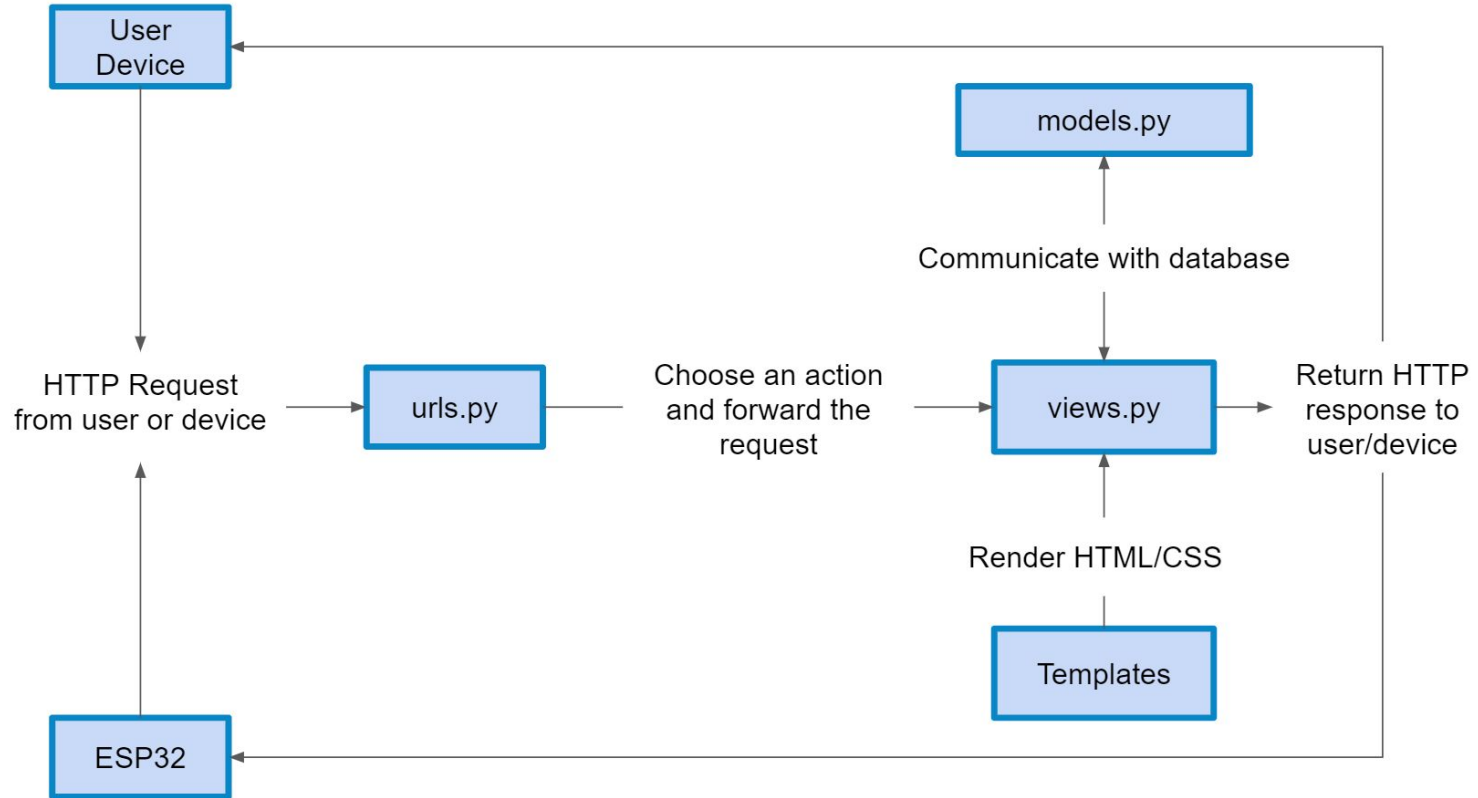 User
Device
models.py
Communicate with database
HTTP Request
from user or device
urls.py
Choose an action
and forward the
request
views.py
Return HTTP
response to
user/device
Render HTML/CSS
Templates
ESP32